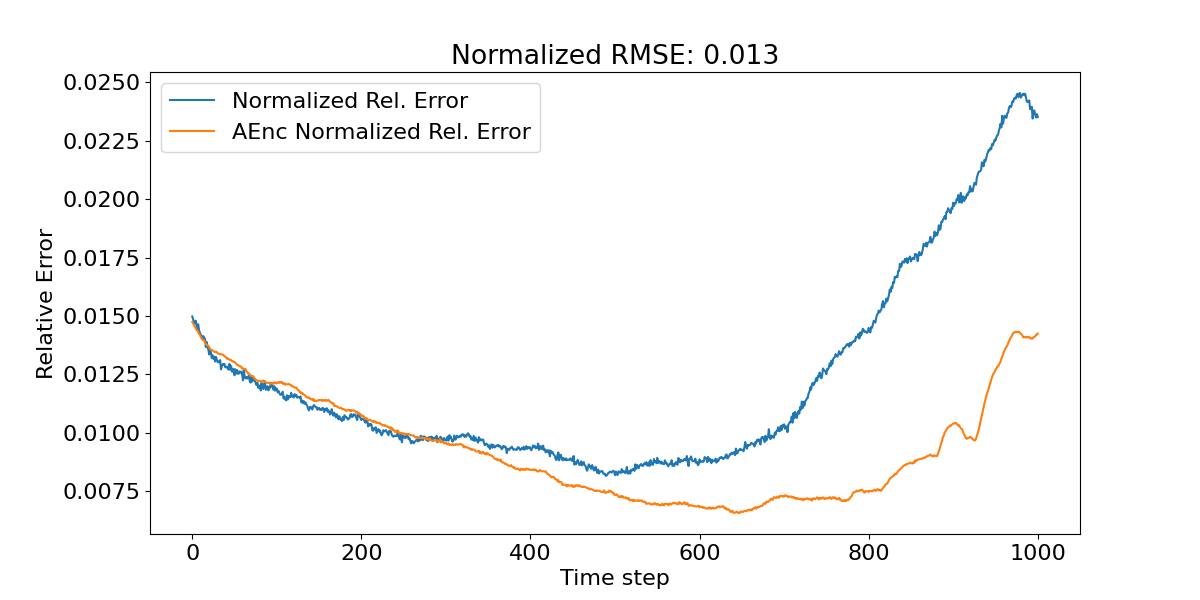 Normalized RMSE: 0.013
Normalized Rel. Error
AEnc Normalized Rel. Error
0.0250
0.0225
0.0200
0.0175
0.0150
0.0125
0.0100
0.0075
Relative Error
0 200 400 600 800 1000
Time step